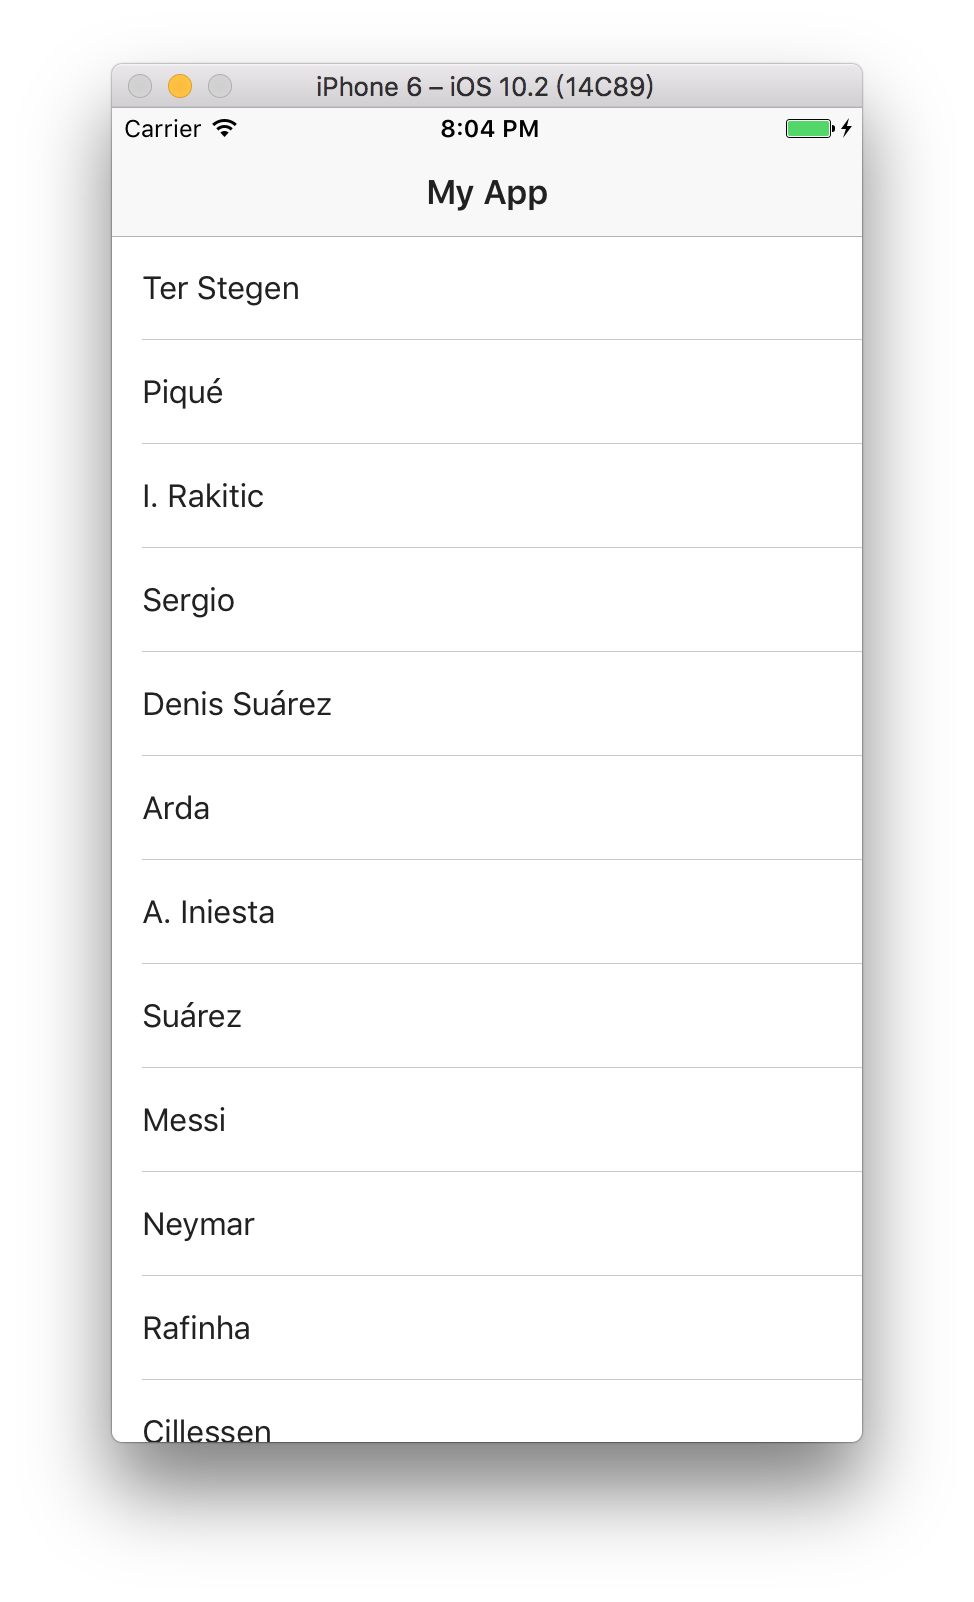 iPhone 6 – iOS 10.2 (14C89)
Carrier 8:04 PM
My App
Ter Stegen
Piqué
I. Rakitic
Sergio
Denis Suárez
Arda
A. Iniesta
Suárez
Messi
Neymar
Rafinha
Cillessen